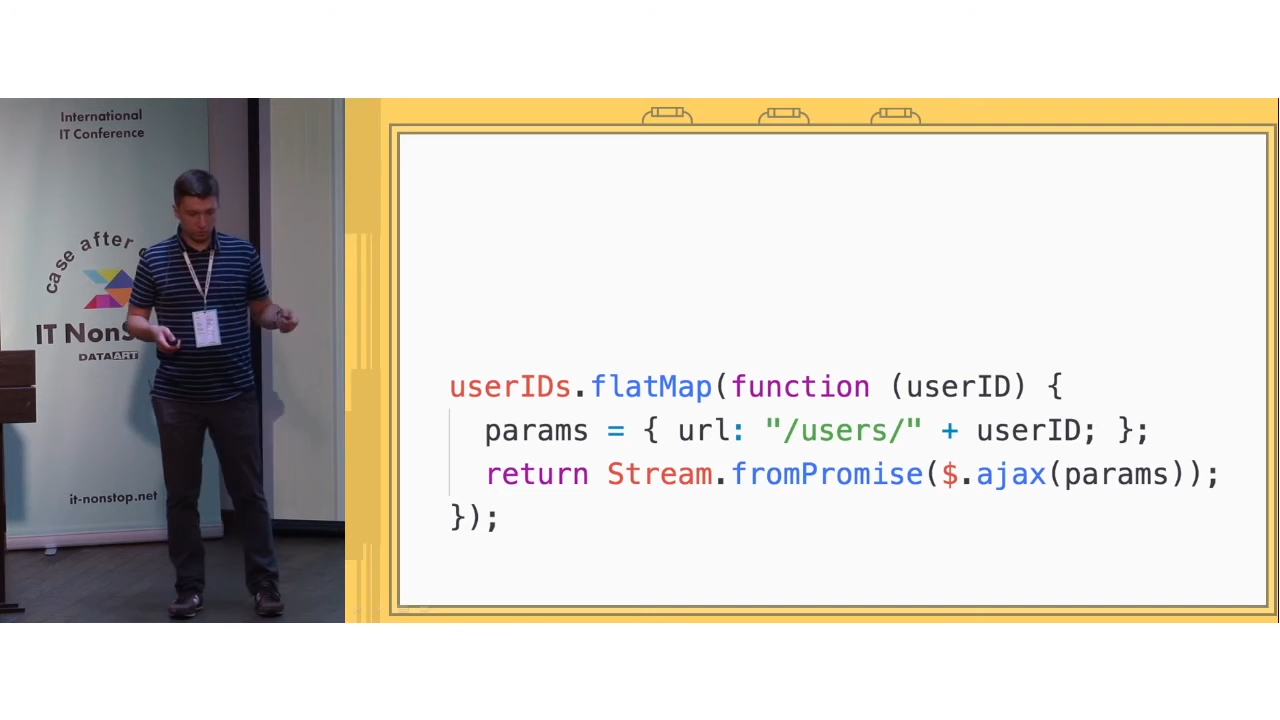 International
IT Conference
case after
IT NonS
DATAART
it-nonstop.net
userIDs.flatMap(function (userID) {
params = { url: "/users/" + userID; };
return Stream.fromPromise($.ajax(params));
});